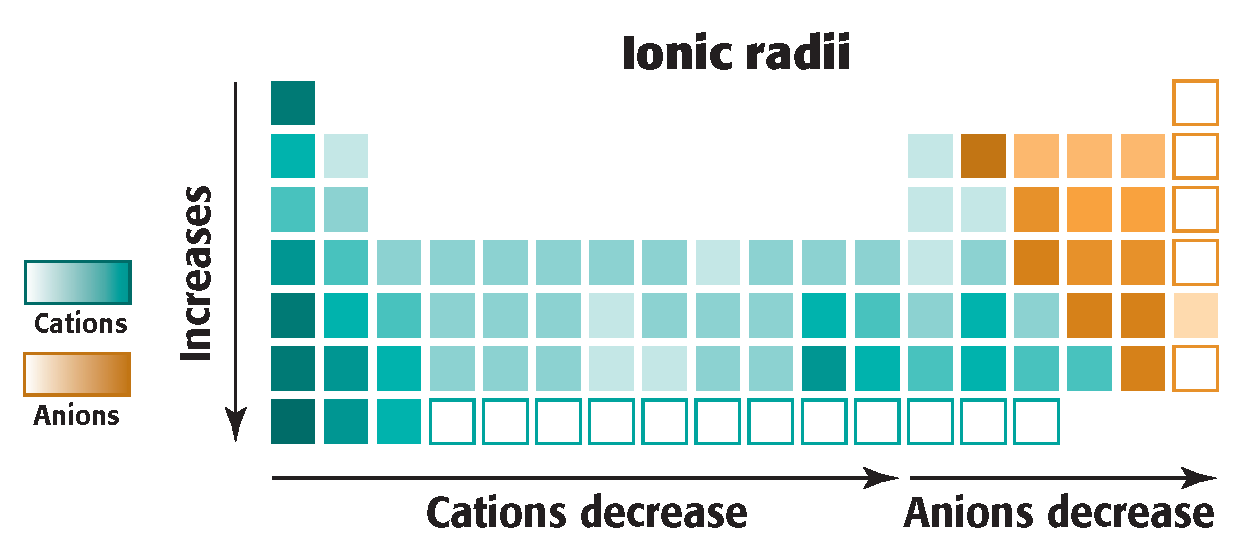 Ionic radii
Increases
Cations
Anions
Cations decrease
Anions decrease